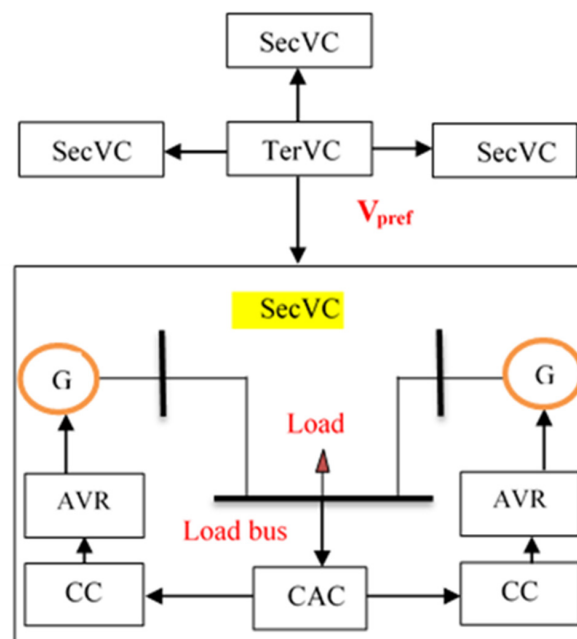 SecVC
SecVC
TerVC
SecVC
Vpref
SecVC
G
G
Load
AVR
AVR
Load bus
CC
CAC
CC